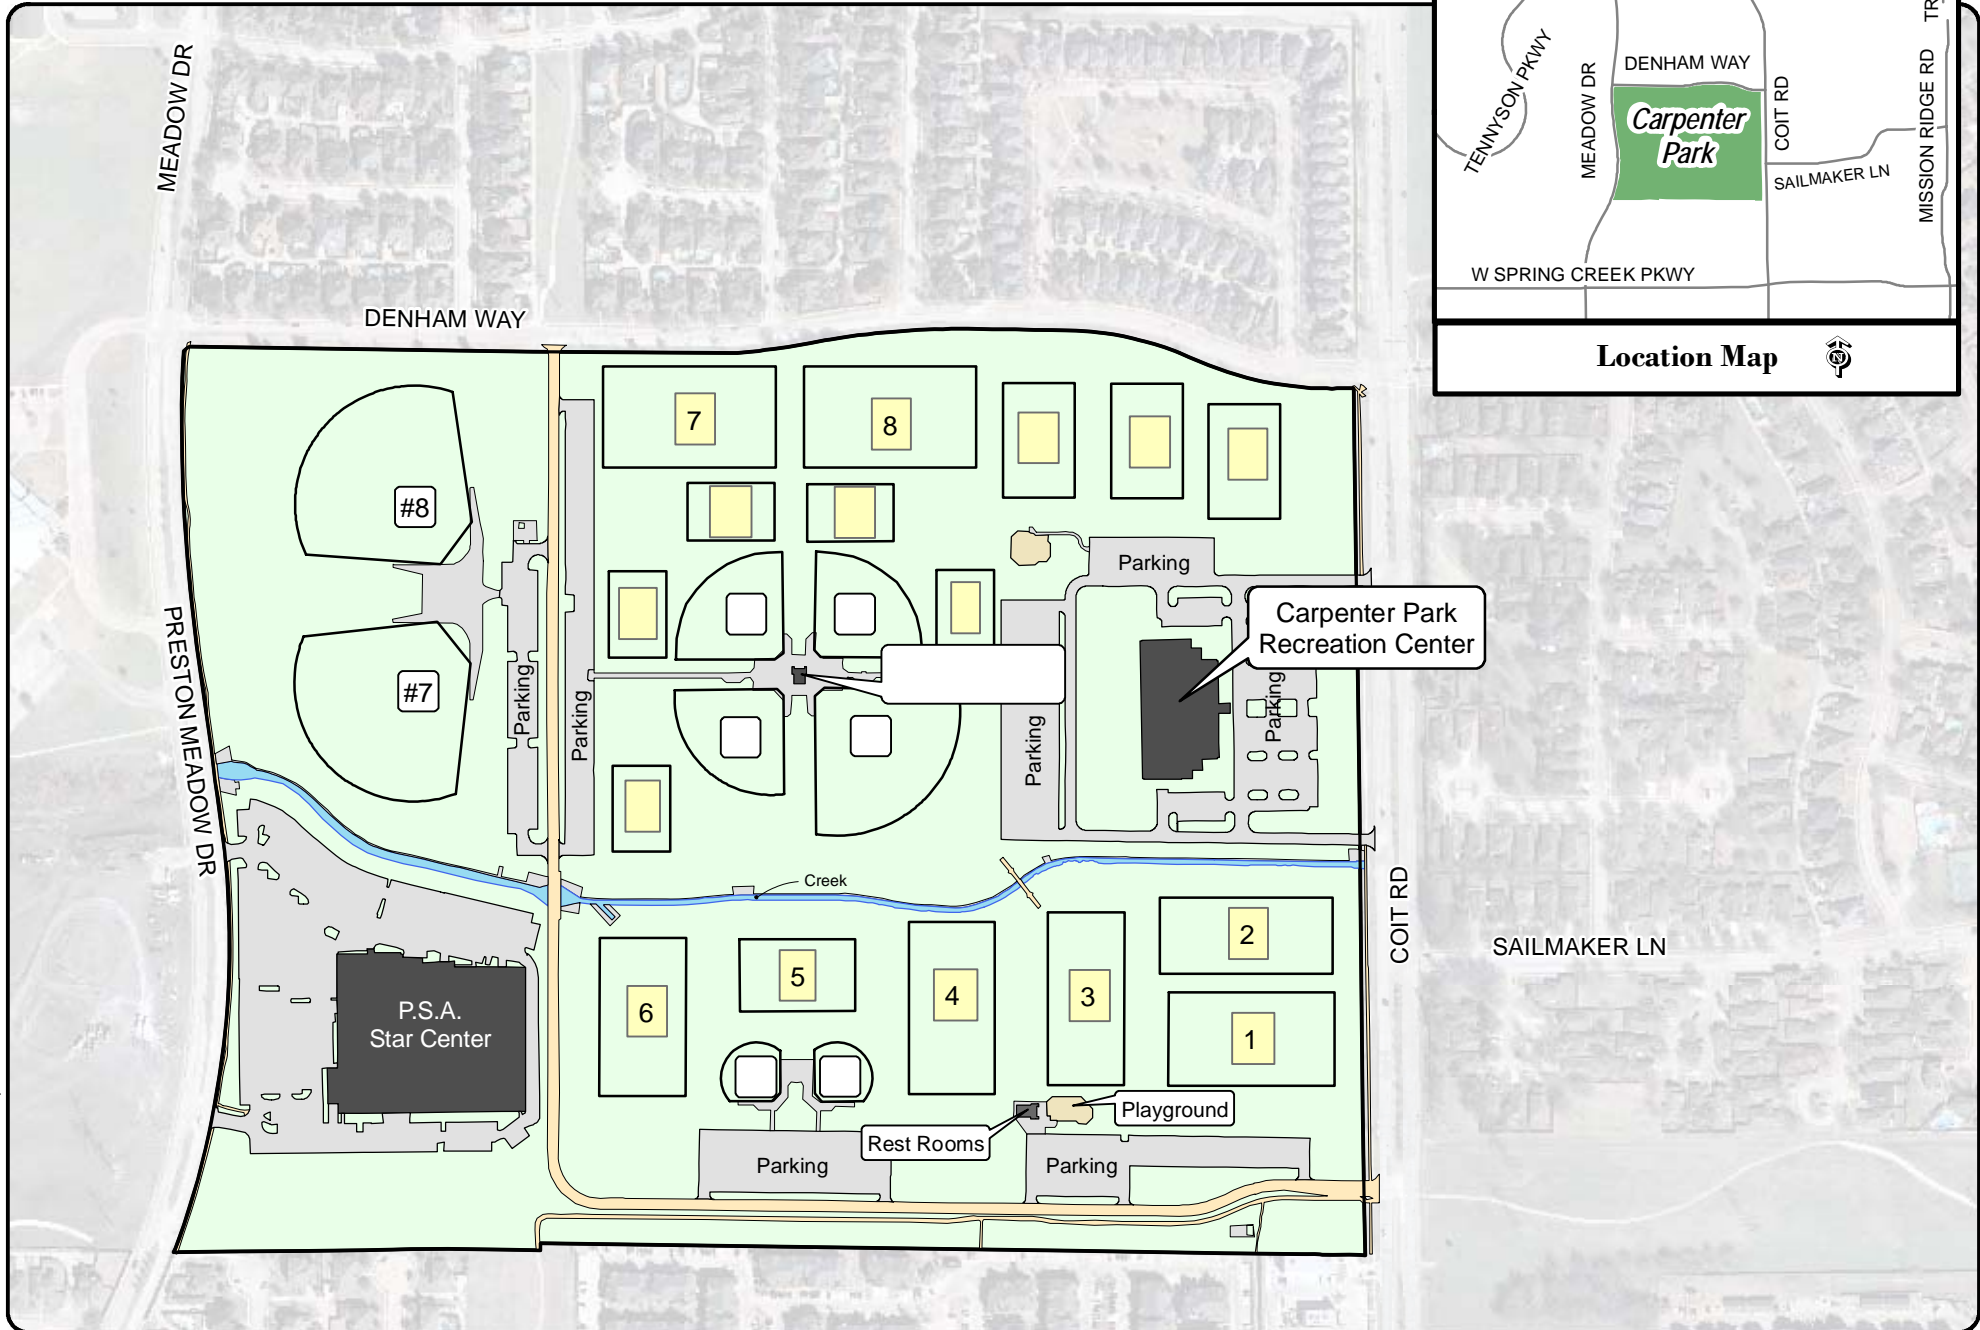 MEADOW DR
DENHAM WAY
TENNYSON PKWY
MEADOW DR
DENHAM WAY
COIT RD
MISSION RIDGE RD
TR
Carpenter
Park
SAILMAKER LN
W SPRING CREEK PKWY
Location Map
N
7
8
#8
Parking
Carpenter Park
Recreation Center
PRESTON MEADOW DR
#7
Parking
Parking
Parking
Parking
Creek
COIT RD
SAILMAKER LN
2
5
4
3
6
1
P.S.A.
Star Center
Playground
Rest Rooms
Parking
Parking